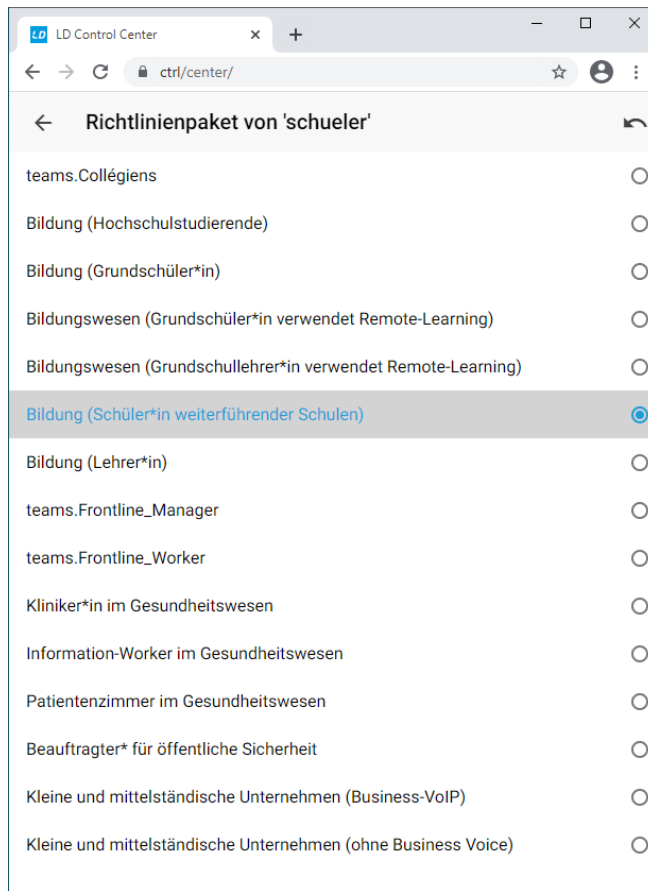 LD LD Control Center
ctrl/center/
Richtlinienpaket von 'schueler'
teams.Collégiens
Bildung (Hochschulstudierende)
Bildung (Grundschüler*in)
Bildungswesen (Grundschüler*in verwendet Remote-Learning)
Bildungswesen (Grundschullehrer*in verwendet Remote-Learning)
Bildung (Schüler*in weiterführender Schulen)
Bildung (Lehrer*in)
teams.Frontline_Manager
teams.Frontline_Worker
Kliniker*in im Gesundheitswesen
Information-Worker im Gesundheitswesen
Patientenzimmer im Gesundheitswesen
Beauftragter* für öffentliche Sicherheit
Kleine und mittelständische Unternehmen (Business-VoIP)
Kleine und mittelständische Unternehmen (ohne Business Voice)